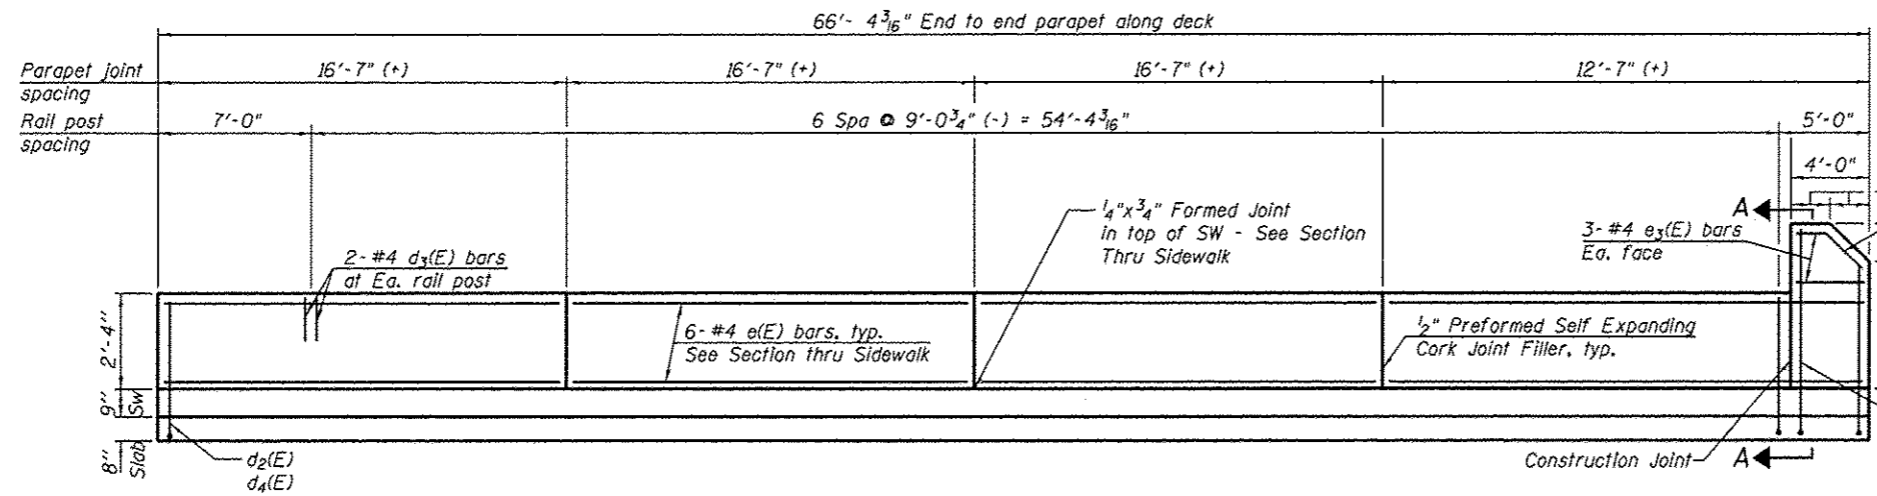 66'- 4 3/16" End to end parapet along deck
Parapet joint
spacing
16'-7" (+)
16'-7" (+)
16'-7" (+)
12'-7" (+)
Rail post
spacing
7'-0"
6 Spa @ 9'-0 3/4" (-) = 54'-4 3/16"
5'-0"
4'-0"
A
1/4"x3/4" Formed Joint
in top of SW - See Section
Thru Sidewalk
3- #4 e3(E) bars
Ea. face
2- #4 d3(E) bars
at Ea. rail post
2'-4"
6- #4 e(E) bars, typ.
See Section thru Sidewalk
1/2" Preformed Self Expanding
Cork Joint Filler, typ.
9"
SW
8"
Slab
d2(E)
d4(E)
Construction Joint
A